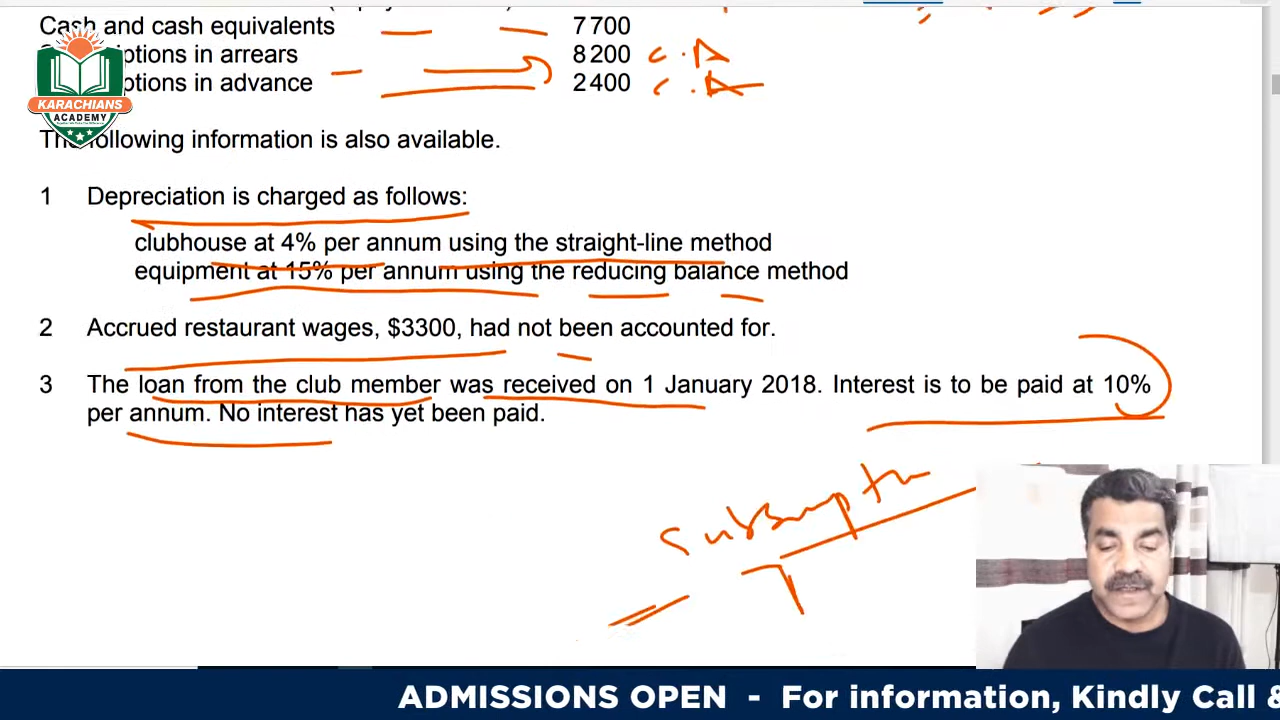 Cash and cash equivalents 7700
ptions in arrears 8200 C.A
ptions in advance 2400 C.A
KARACHIANS
ACADEMY
The following information is also available.
1 Depreciation is charged as follows:
clubhouse at 4% per annum using the straight-line method
equipment at 15% per annum using the reducing balance method
2 Accrued restaurant wages, $3300, had not been accounted for.
3 The loan from the club member was received on 1 January 2018. Interest is to be paid at 10%
per annum. No interest has yet been paid.
ADMISSIONS OPEN - For information, Kindly Call &